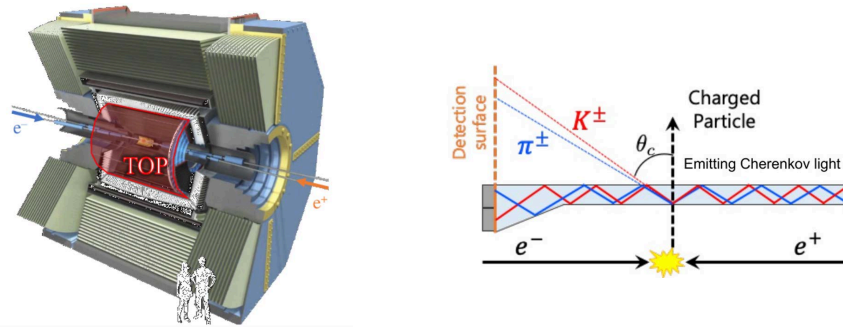 e⁻
TOP
e⁺
Detection
surface
K±
π±
θc
Charged
Particle
Emitting Cherenkov light
e⁻
e⁺